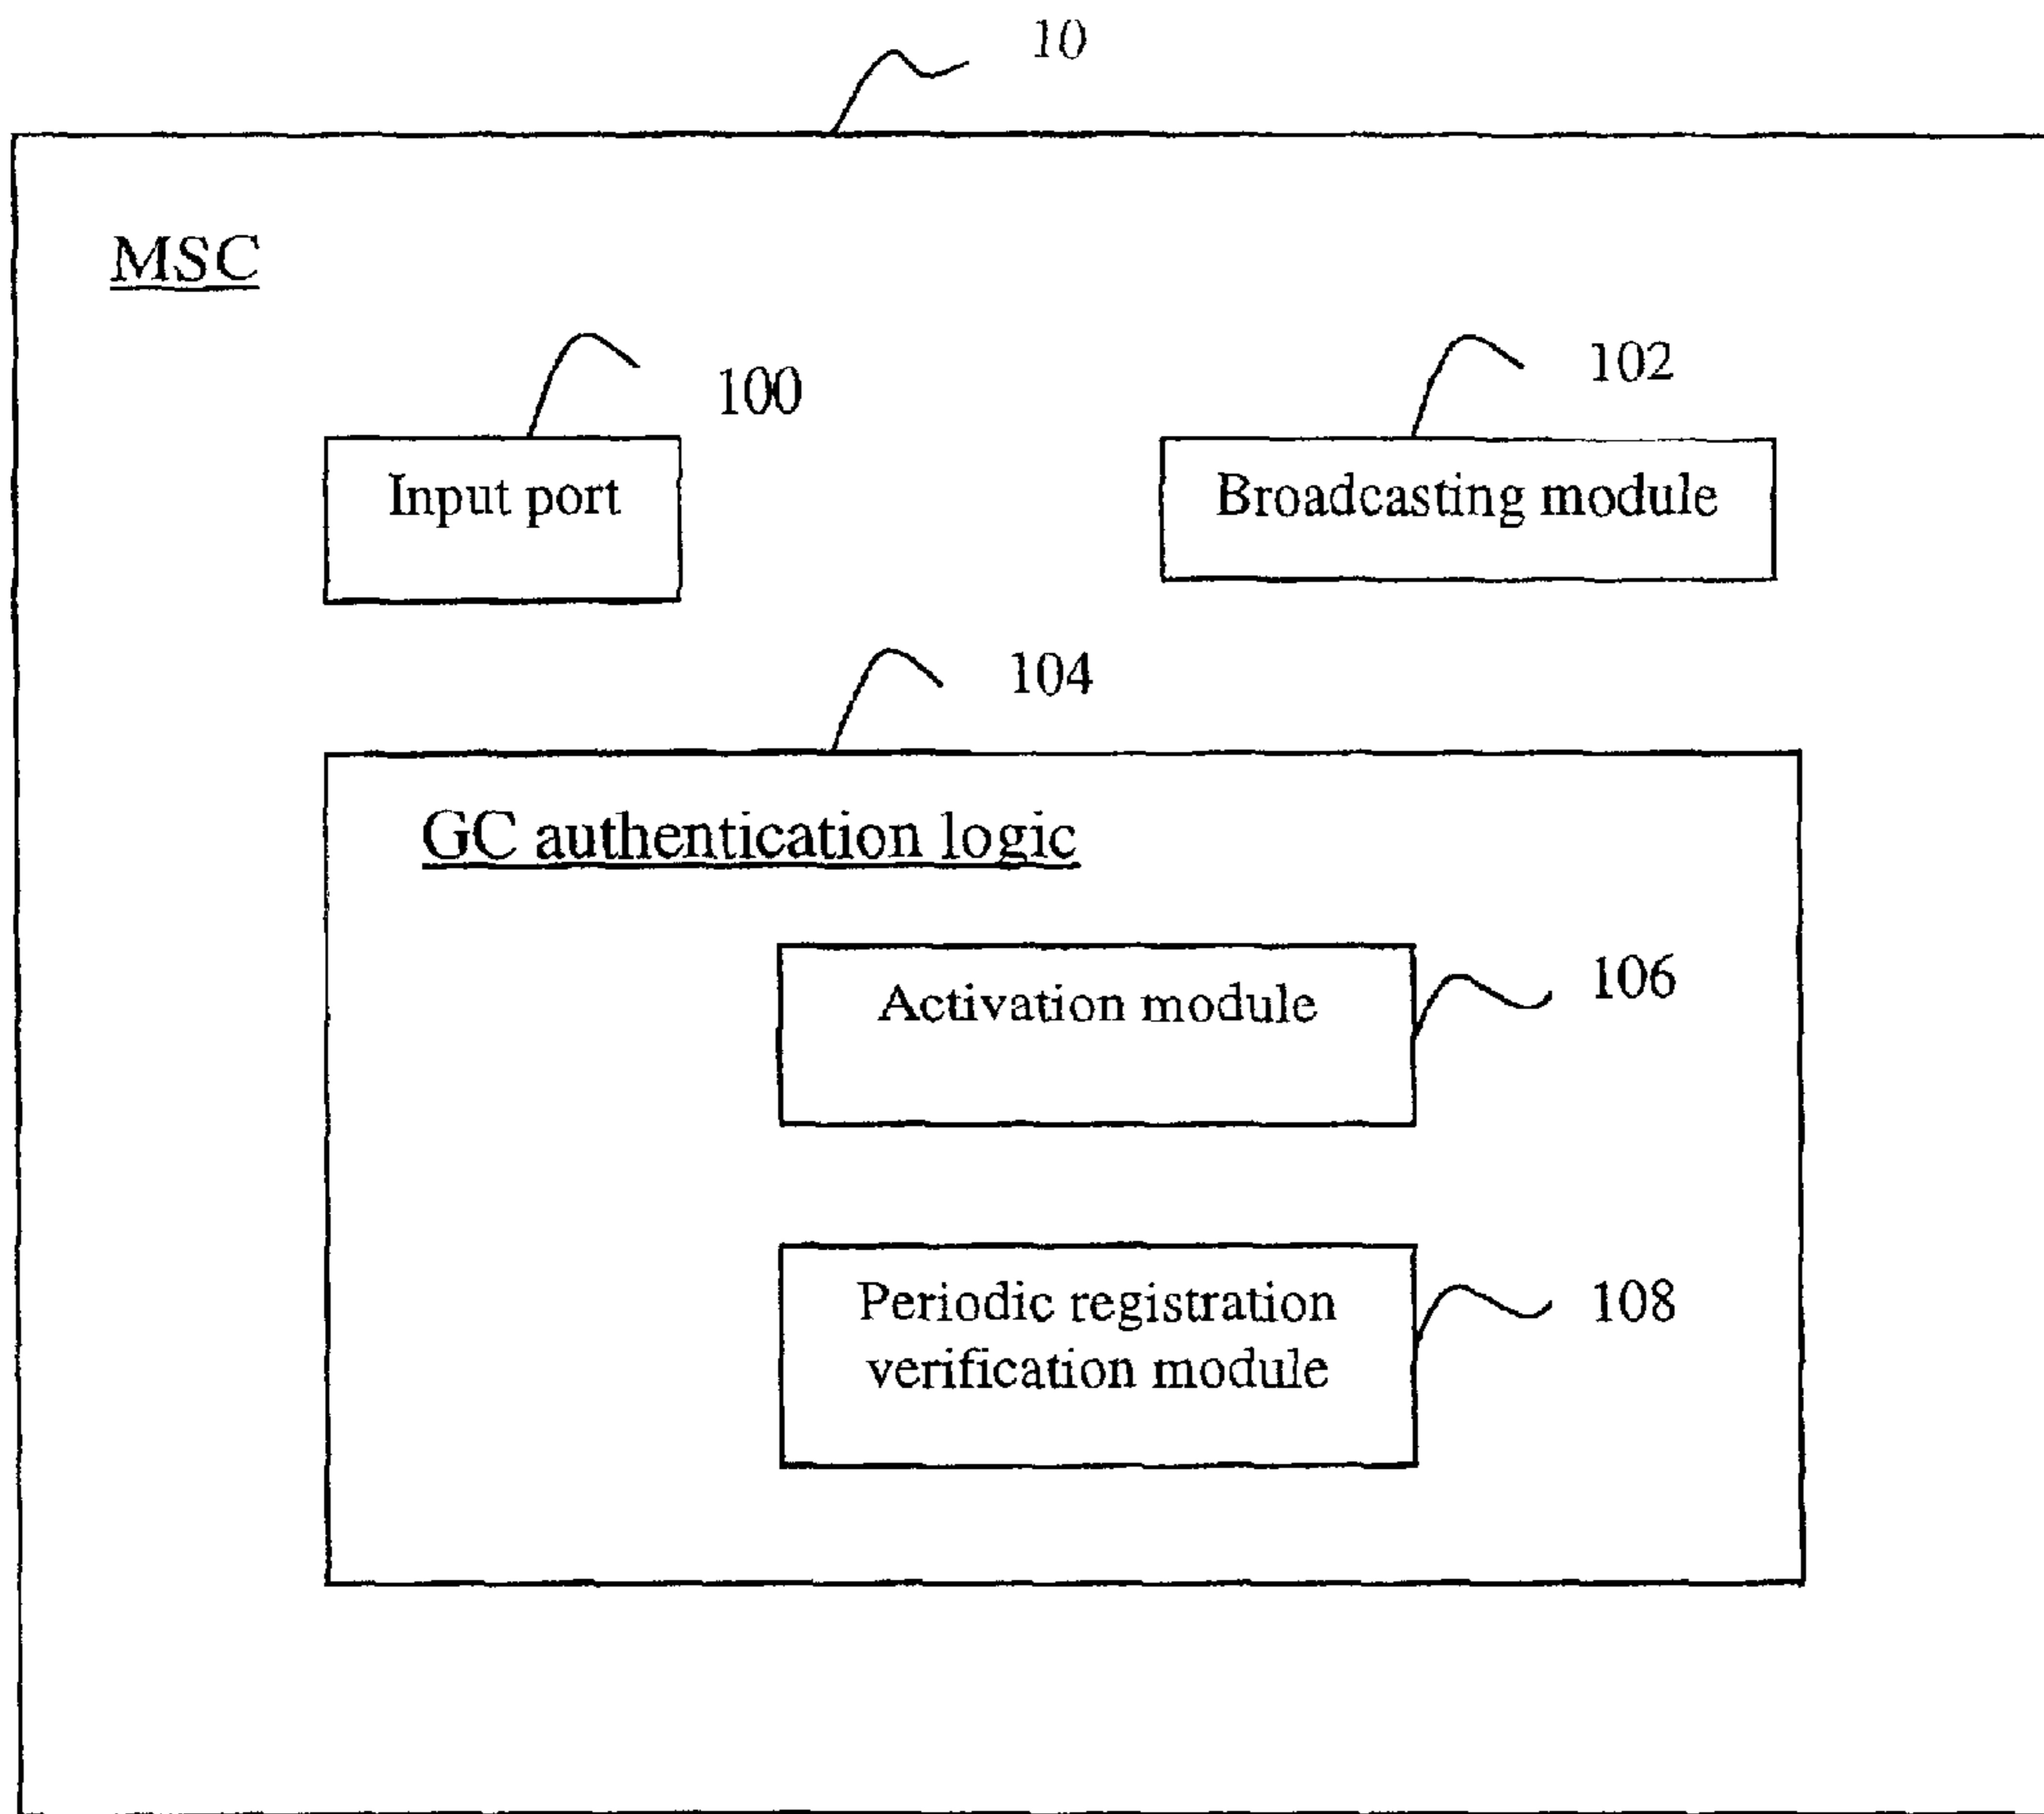 10
MSC
100
102
Input port
Broadcasting module
104
GC authentication logic
Activation module
106
Periodic registration
verification module
108